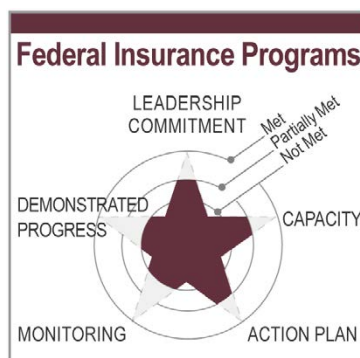 Federal Insurance Programs
LEADERSHIP
COMMITMENT
Met
Partially Met
Not Met
DEMONSTRATED
PROGRESS
CAPACITY
MONITORING
ACTION PLAN